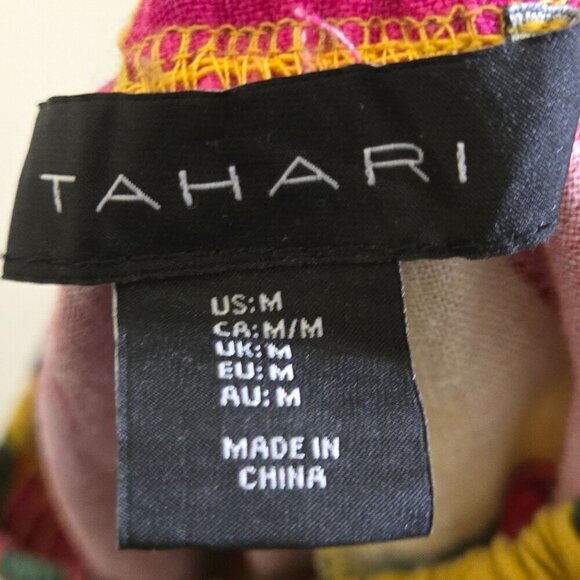 TAHARI
US: M
CA: M/M
UK: M
EU: M
AU: M
MADE IN
CHINA